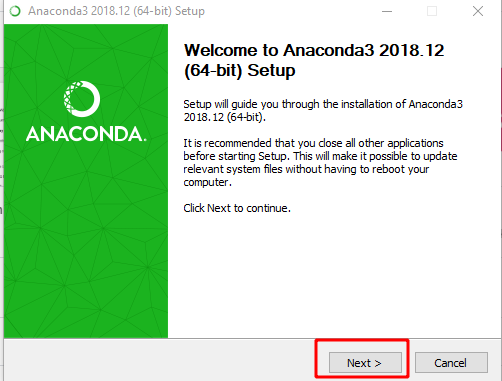 Anaconda3 2018.12 (64-bit) Setup
Welcome to Anaconda3 2018.12
(64-bit) Setup
ANACONDA.
Setup will guide you through the installation of Anaconda3
2018.12 (64-bit).
It is recommended that you close all other applications
before starting Setup. This will make it possible to update
relevant system files without having to reboot your
computer.
Click Next to continue.
Next >
Cancel